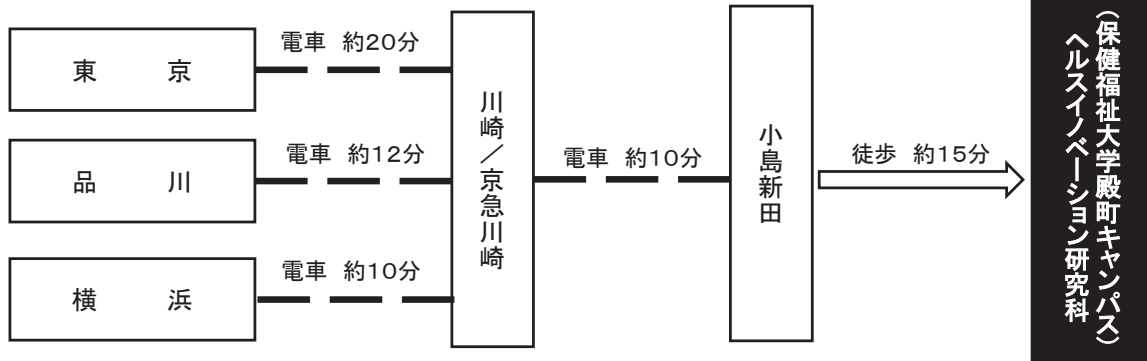 東京
電車 約20分
品川
電車 約12分
横浜
電車 約10分
川崎／京急川崎
電車 約10分
小島新田
徒歩 約15分
（保健福祉大学殿町キャンパス）
ヘルスイノベーション研究科